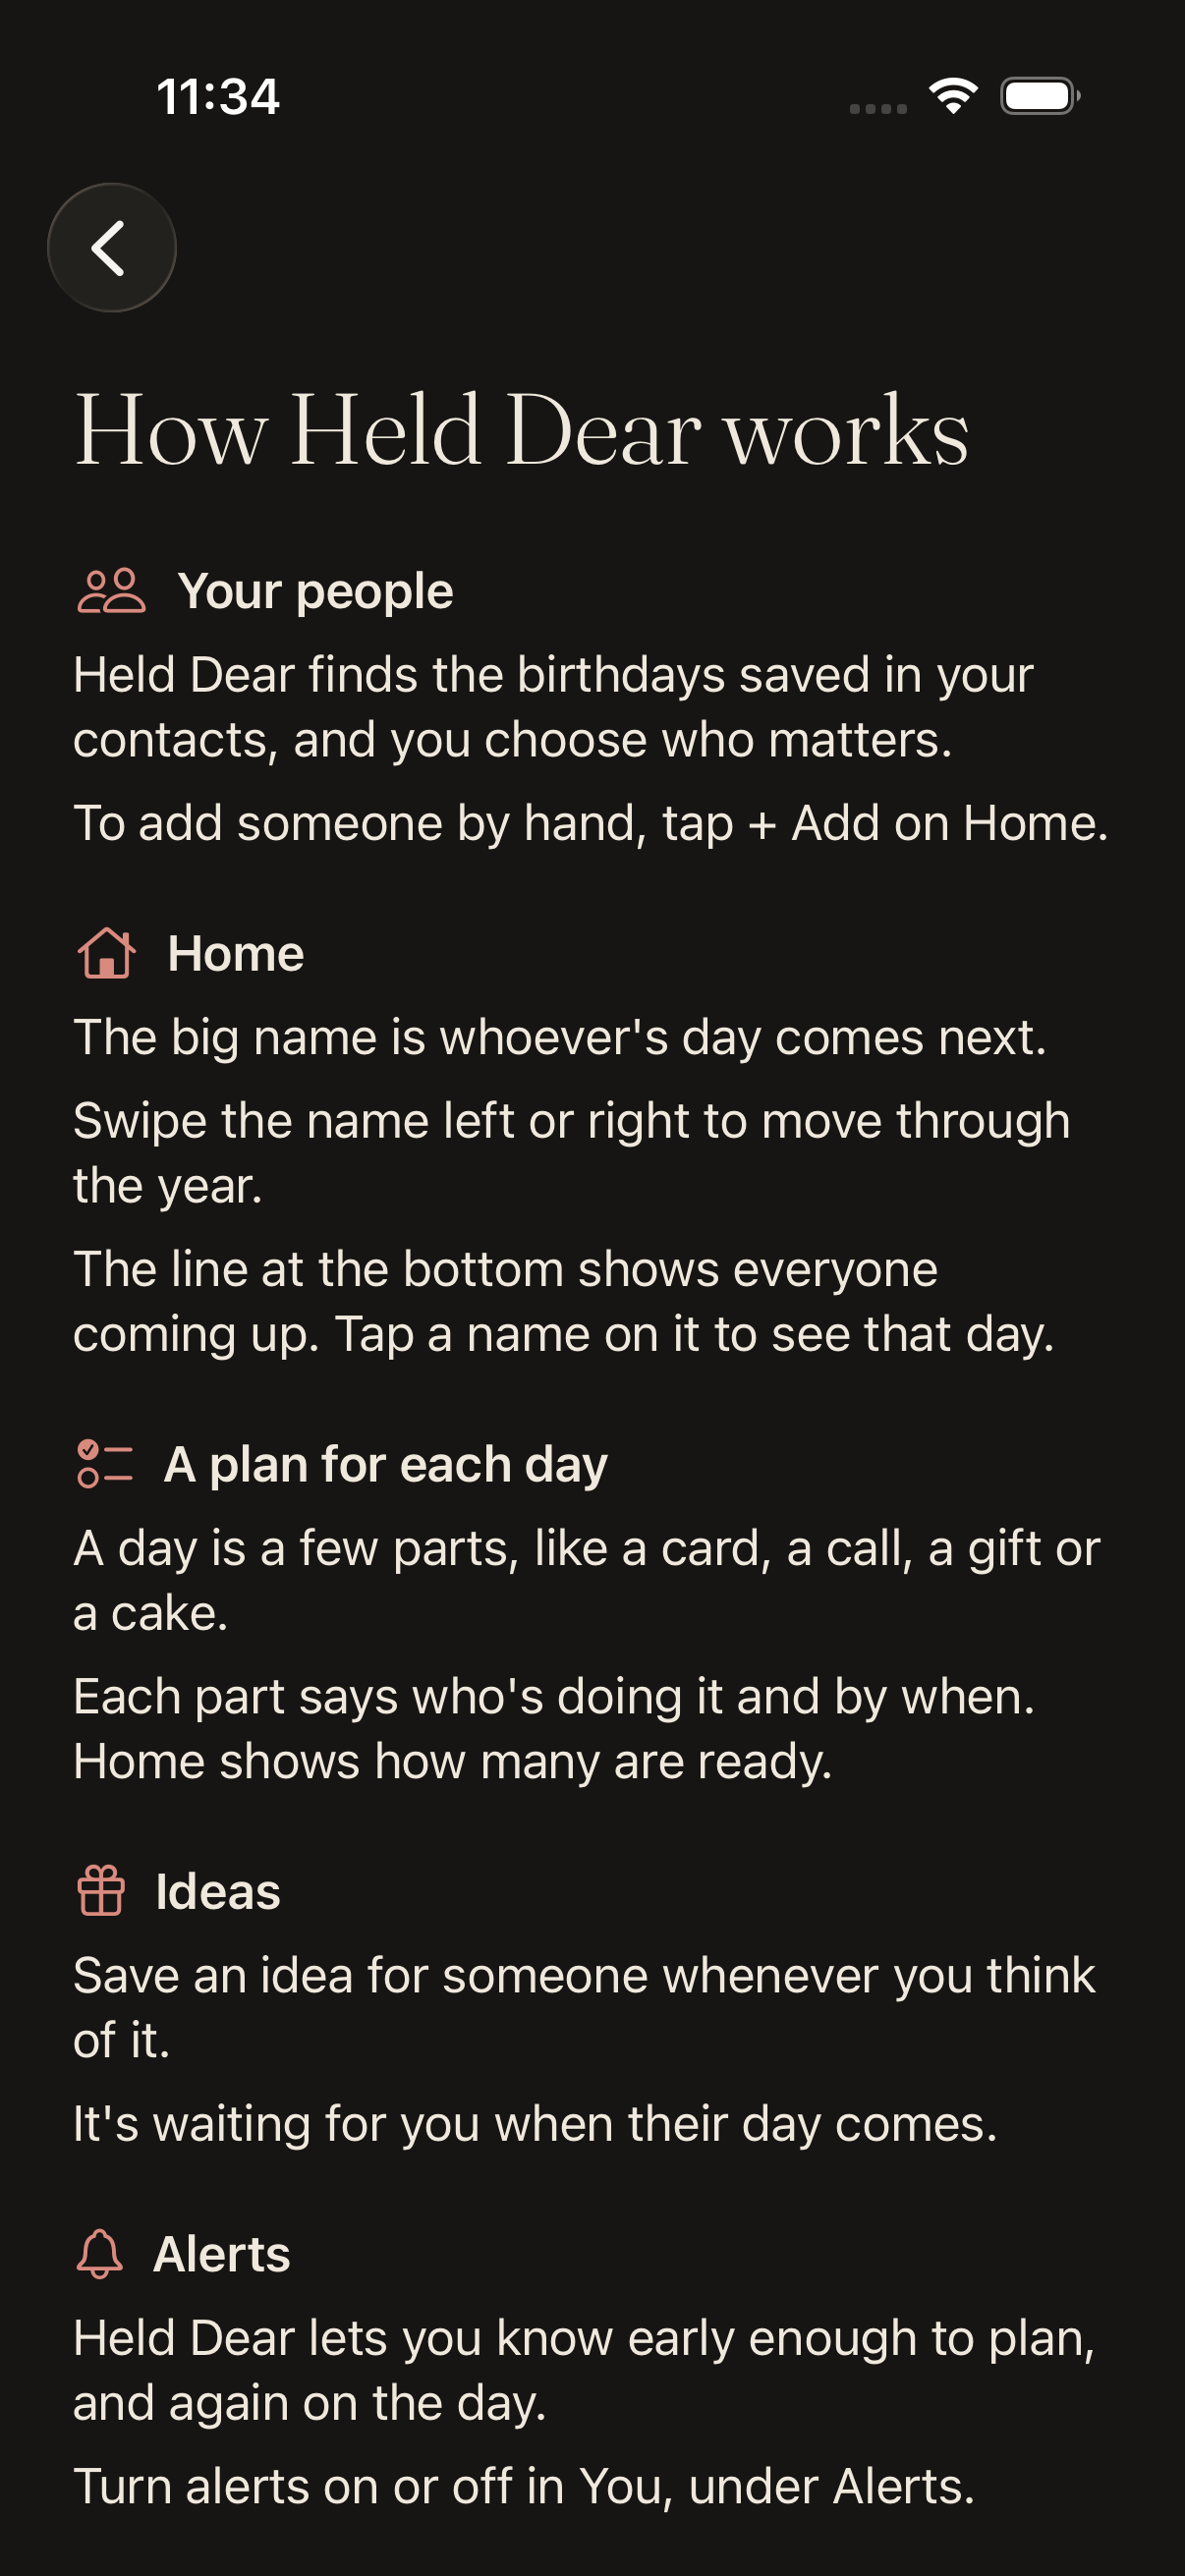 11:34
How Held Dear works
Your people
Held Dear finds the birthdays saved in your
contacts, and you choose who matters.
To add someone by hand, tap + Add on Home.
Home
The big name is whoever's day comes next.
Swipe the name left or right to move through
the year.
The line at the bottom shows everyone
coming up. Tap a name on it to see that day.
A plan for each day
A day is a few parts, like a card, a call, a gift or
a cake.
Each part says who's doing it and by when.
Home shows how many are ready.
Ideas
Save an idea for someone whenever you think
of it.
It's waiting for you when their day comes.
Alerts
Held Dear lets you know early enough to plan,
and again on the day.
Turn alerts on or off in You, under Alerts.